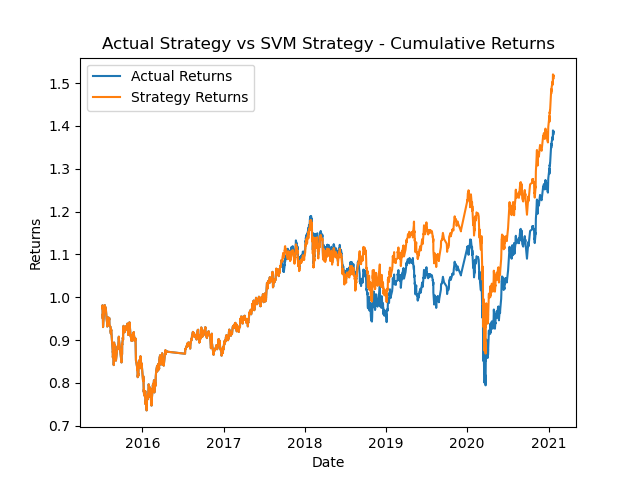 Actual Strategy vs SVM Strategy - Cumulative Returns
Actual Returns
Strategy Returns
1.5
1.4
1.3
1.2
1.1
1.0
0.9
0.8
0.7
Returns
2016 2017 2018 2019 2020 2021
Date